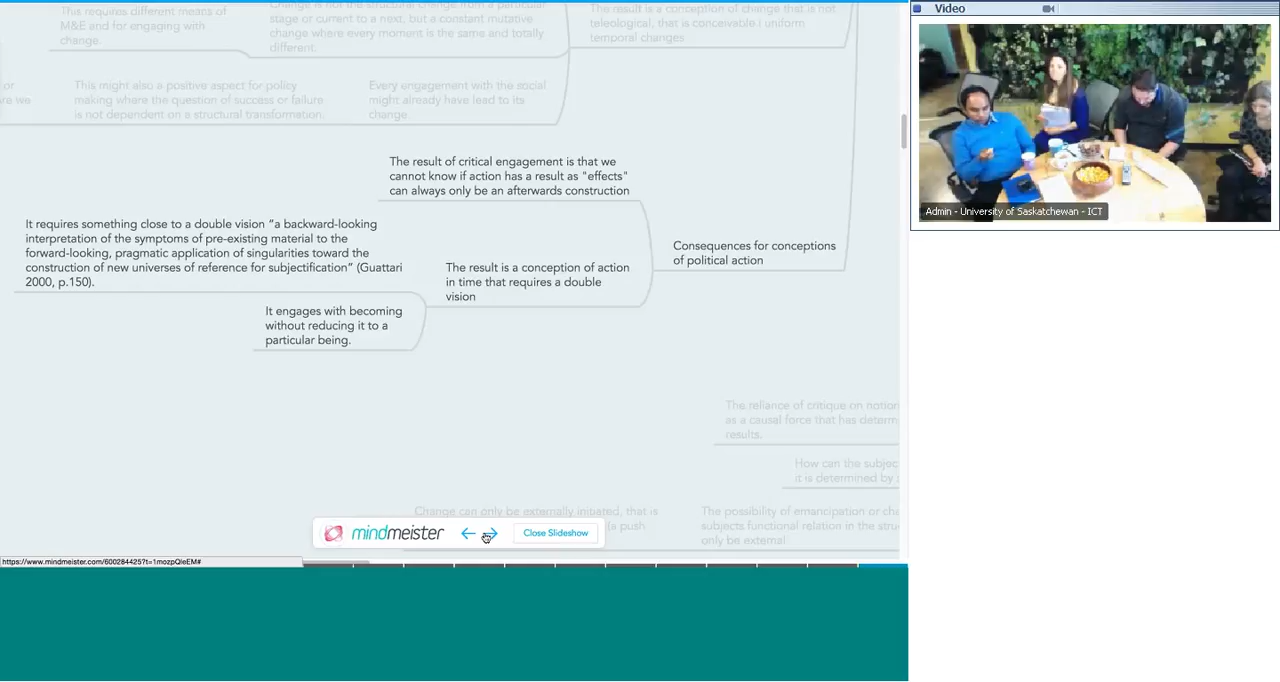 This requires different means of
M&E and for engaging with
change.
Change is not the structural change from a particular
stage or current to a next, but a constant mutative
change where every moment is the same and totally
different.
The result is a conception of change that is not
teleological, that is conceivable i uniform
temporal changes.
or
are we
This might also a positive aspect for policy
making where the question of success or failure
is not dependent on a structural transformation.
Every engagement with the social
might already have lead to its
change.
The result of critical engagement is that we
cannot know if action has a result as "effects"
can always only be an afterwards construction
It requires something close to a double vision “a backward-looking
interpretation of the symptoms of pre-existing material to the
forward-looking, pragmatic application of singularities toward the
construction of new universes of reference for subjectification” (Guattari
2000, p.150).
The result is a conception of action
in time that requires a double
vision
Consequences for conceptions
of political action
It engages with becoming
without reducing it to a
particular being.
The reliance of critique on notion
as a causal force that has determ
results.
How can the subjec
it is determined by s
Change can only be externally initiated, that is
(a push
The possibility of emancipation or cha
subjects functional relation in the stru
only be external.
mindmeister
Close Slideshow
https://www.mindmeister.com/600284425?t=1mozpQleEM#
Video
Admin - University of Saskatchewan - ICT